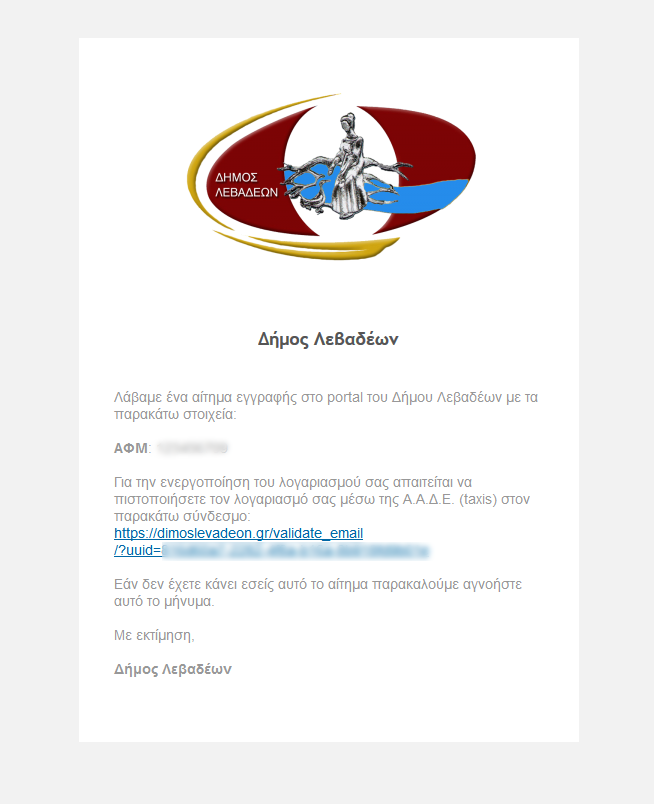 ΔΗΜΟΣ
ΛΕΒΑΔΕΩΝ
Δήμος Λεβαδέων
Λάβαμε ένα αίτημα εγγραφής στο portal του Δήμου Λεβαδέων με τα
παρακάτω στοιχεία:
ΑΦΜ:
Για την ενεργοποίηση του λογαριασμού σας απαιτείται να
πιστοποιήσετε τον λογαριασμό σας μέσω της Α.Α.Δ.Ε. (taxis) στον
παρακάτω σύνδεσμο:
https://dimoslevadeon.gr/validate_email
/?uuid=
Εάν δεν έχετε κάνει εσείς αυτό το αίτημα παρακαλούμε αγνοήστε
αυτό το μήνυμα.
Με εκτίμηση,
Δήμος Λεβαδέων